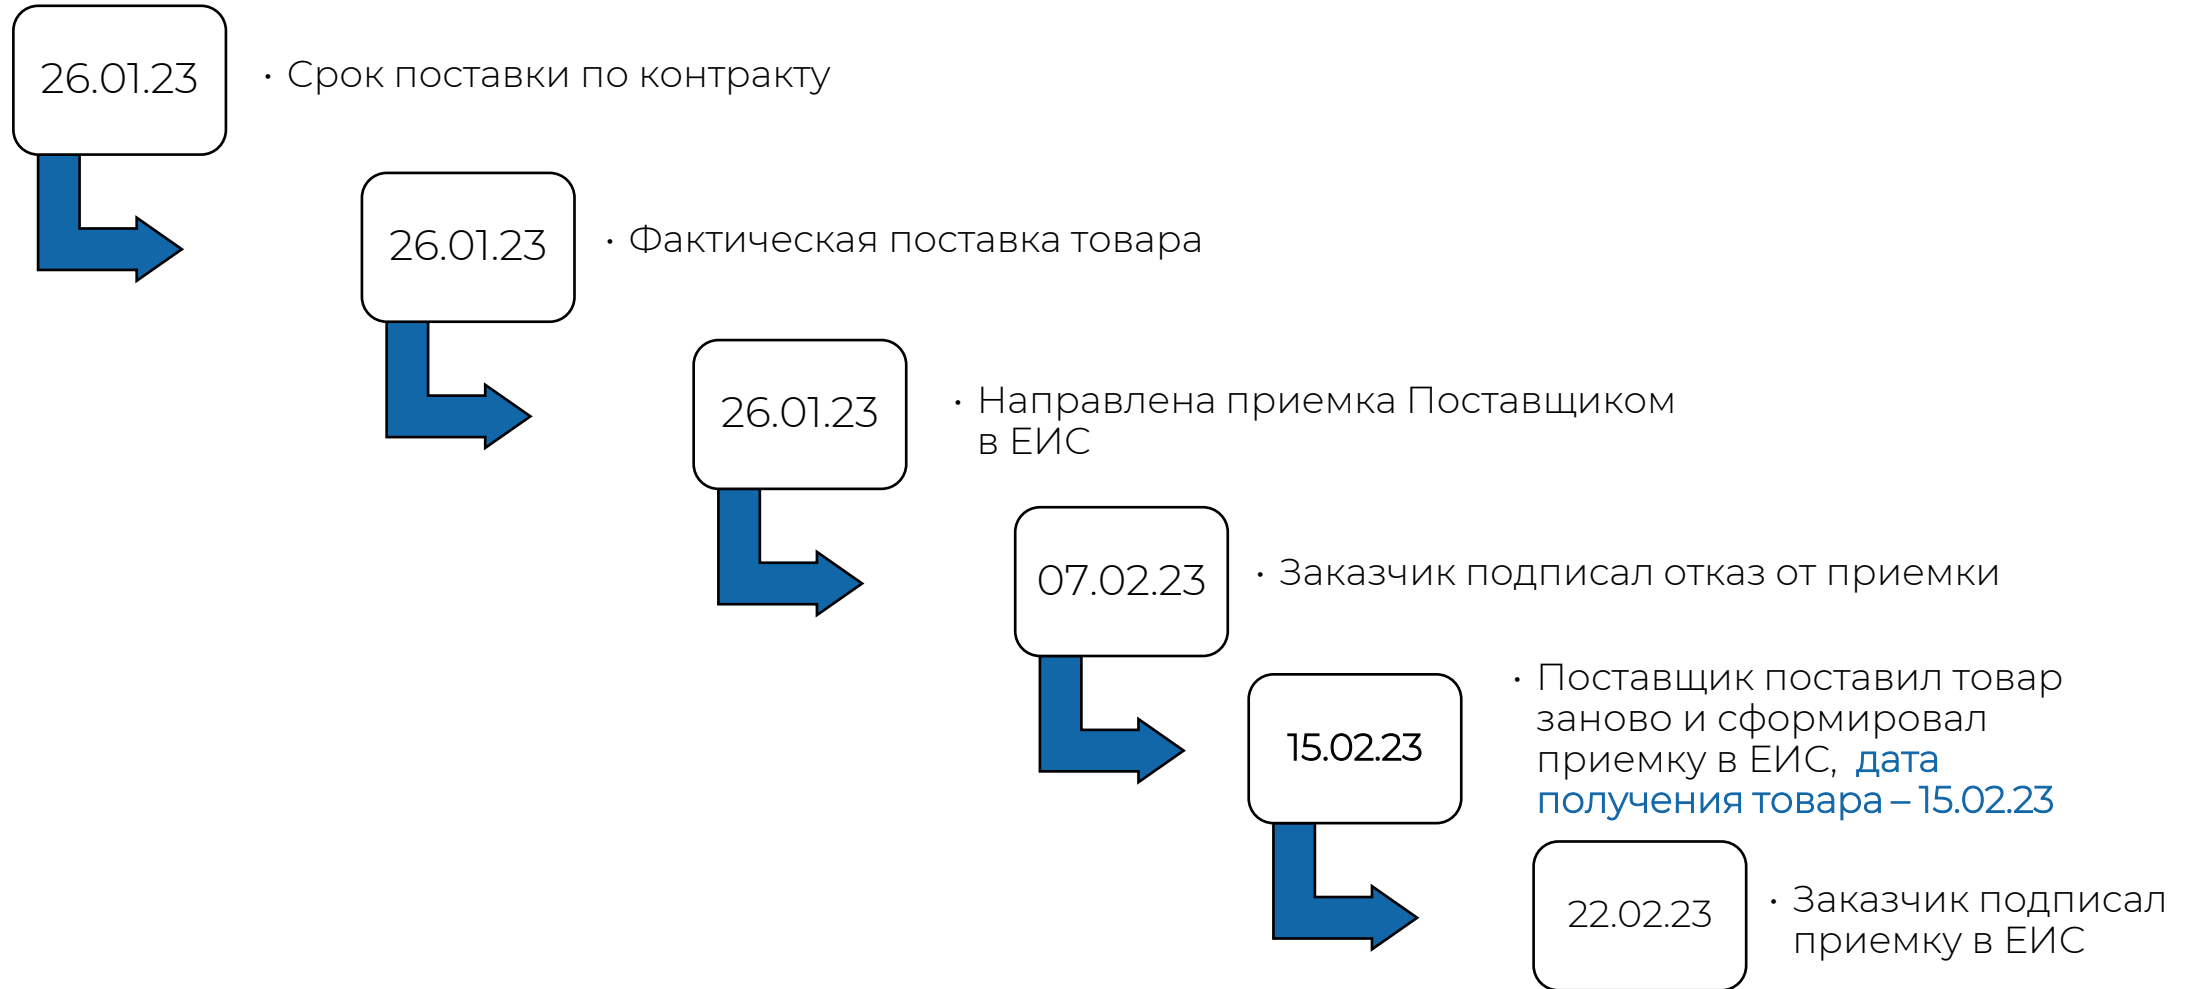 26.01.23
· Срок поставки по контракту
26.01.23
· Фактическая поставка товара
26.01.23
· Направлена приемка Поставщиком
в ЕИС
07.02.23
· Заказчик подписал отказ от приемки
15.02.23
· Поставщик поставил товар
заново и сформировал
приемку в ЕИС, дата
получения товара – 15.02.23
22.02.23
· Заказчик подписал
приемку в ЕИС